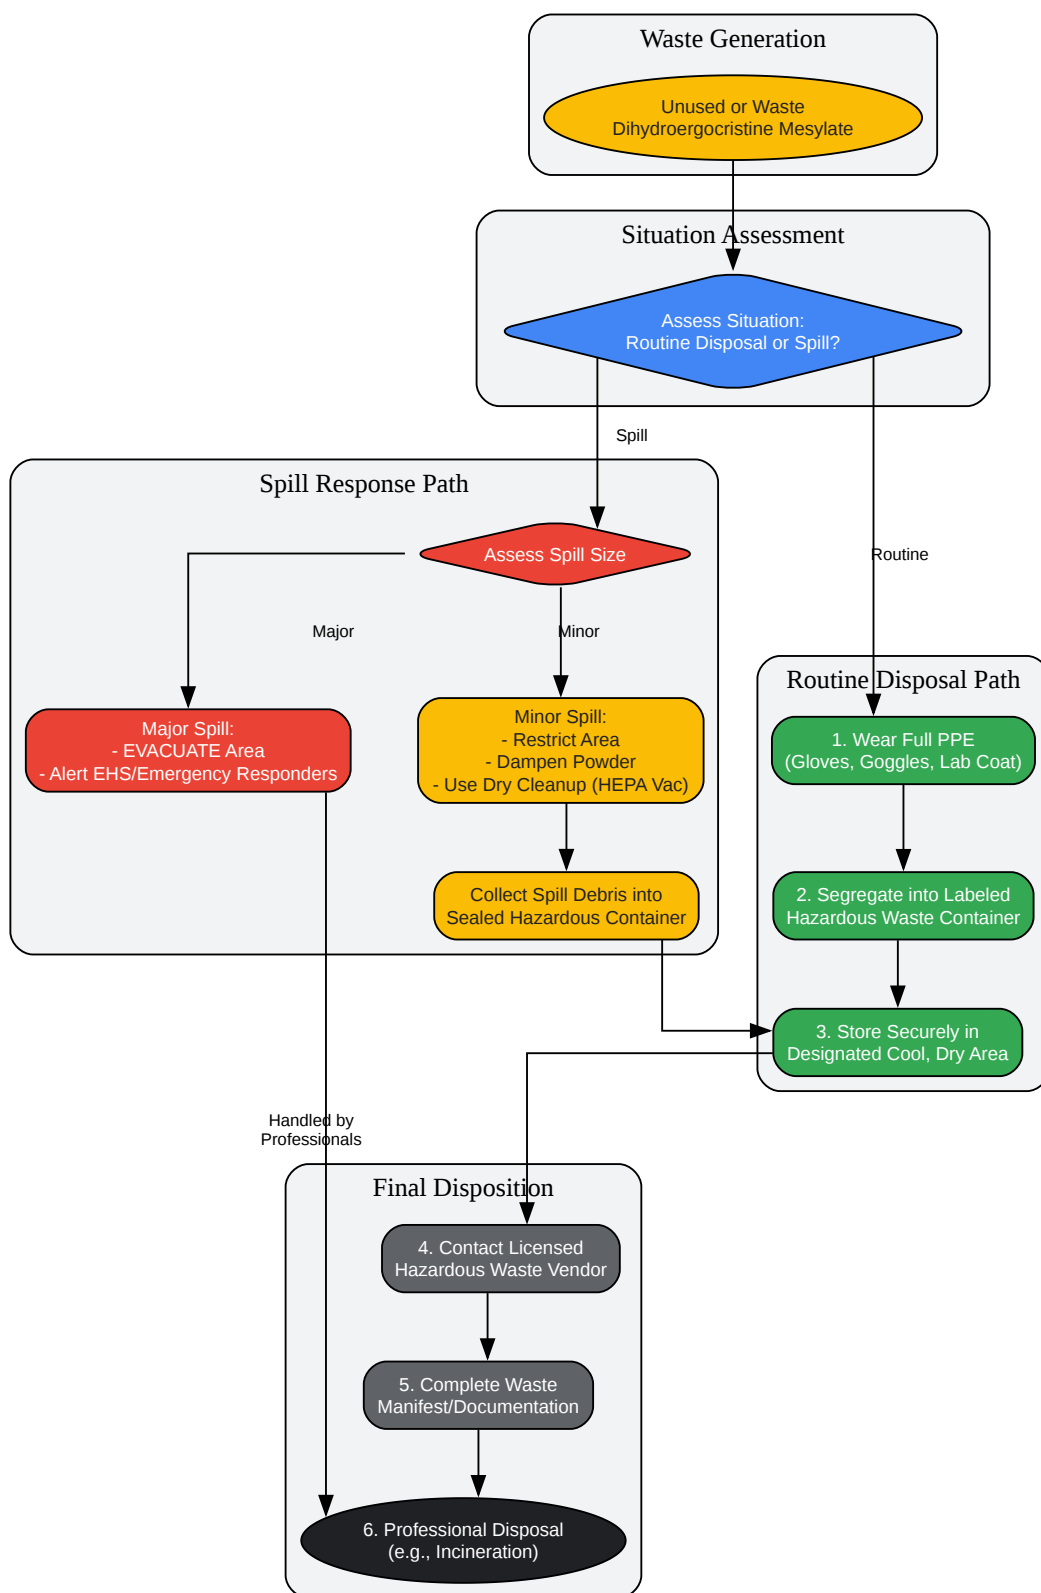 Waste Generation
Unused or Waste
Dihydroergocristine Mesylate
Situation Assessment
Assess Situation:
Routine Disposal or Spill?
Spill
Routine
Spill Response Path
Assess Spill Size
Major
Minor
Major Spill:
- EVACUATE Area
- Alert EHS/Emergency Responders
Minor Spill:
- Restrict Area
- Dampen Powder
- Use Dry Cleanup (HEPA Vac)
Collect Spill Debris into
Sealed Hazardous Container
Routine Disposal Path
1. Wear Full PPE
(Gloves, Goggles, Lab Coat)
2. Segregate into Labeled
Hazardous Waste Container
3. Store Securely in
Designated Cool, Dry Area
Handled by
Professionals
Final Disposition
4. Contact Licensed
Hazardous Waste Vendor
5. Complete Waste
Manifest/Documentation
6. Professional Disposal
(e.g., Incineration)